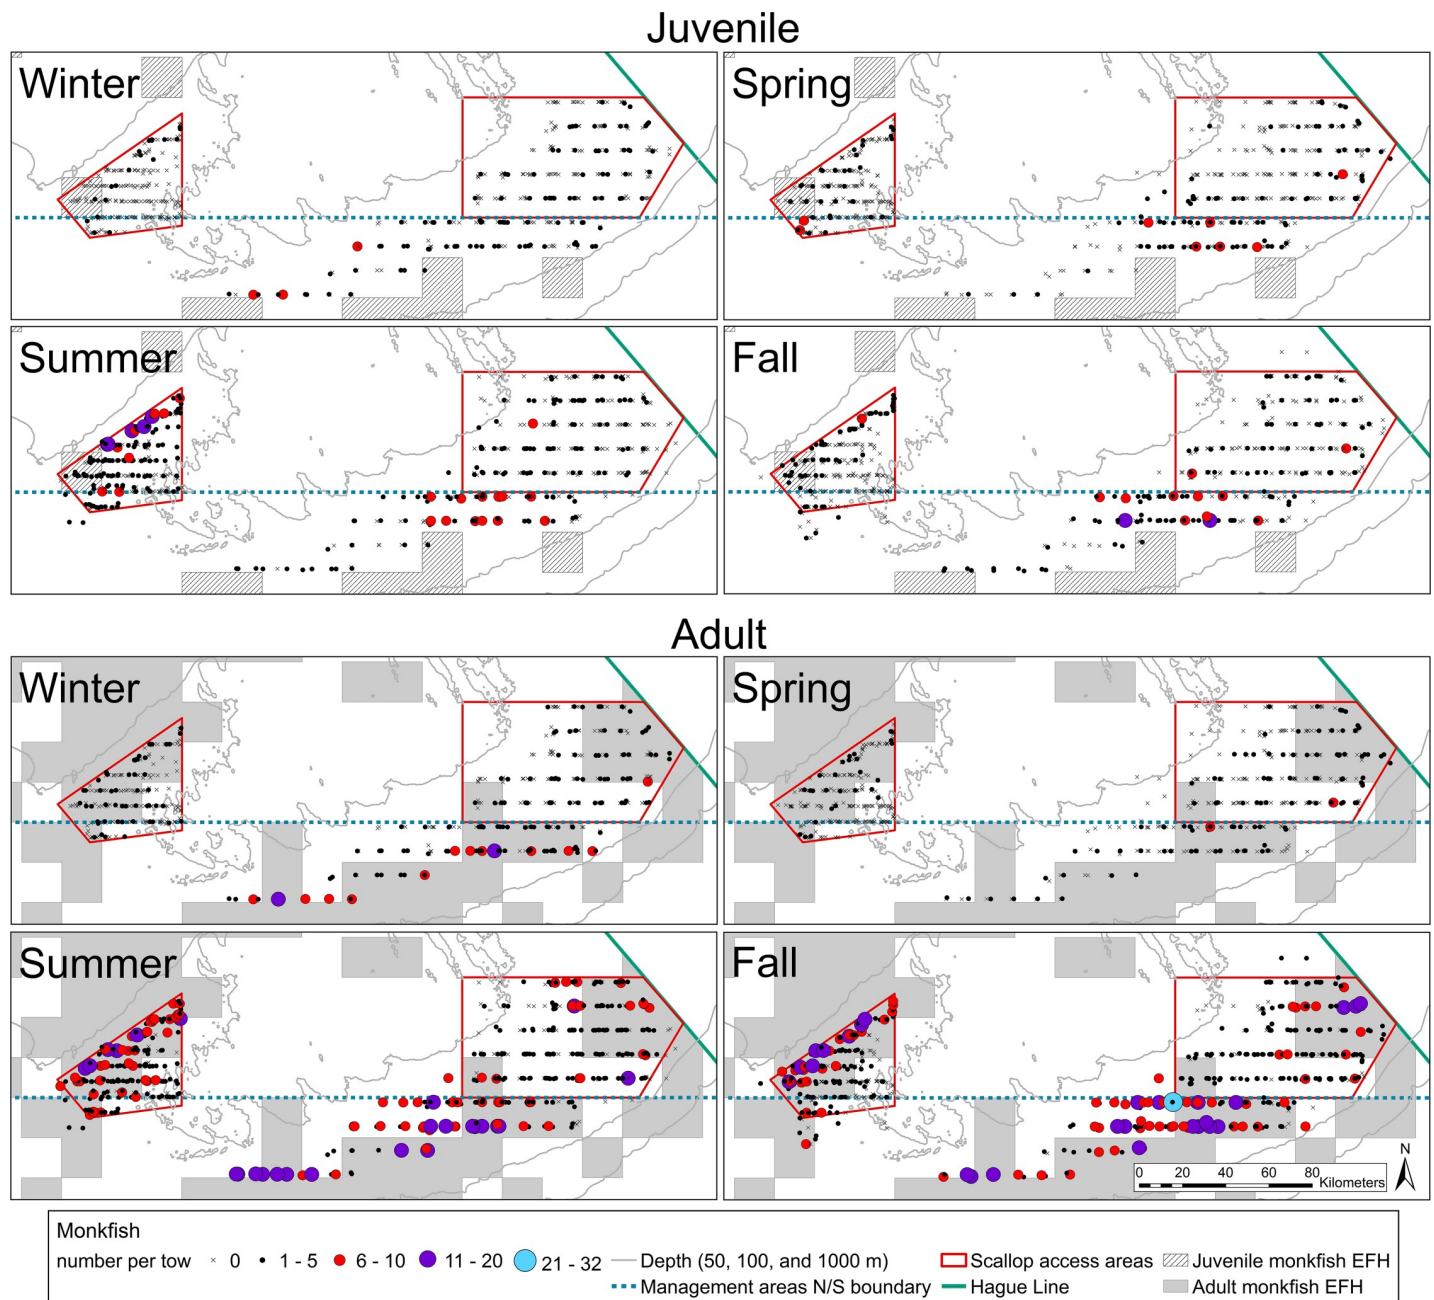 Juvenile
Winter
Spring
Summer
Fall
Adult
Winter
Spring
Summer
Fall
N
0 20 40 60 80
Kilometers
Monkfish
number per tow × 0 1 - 5 6 - 10 11 - 20 21 - 32 Depth (50, 100, and 1000 m) Scallop access areas Juvenile monkfish EFH
Management areas N/S boundary Hague Line Adult monkfish EFH